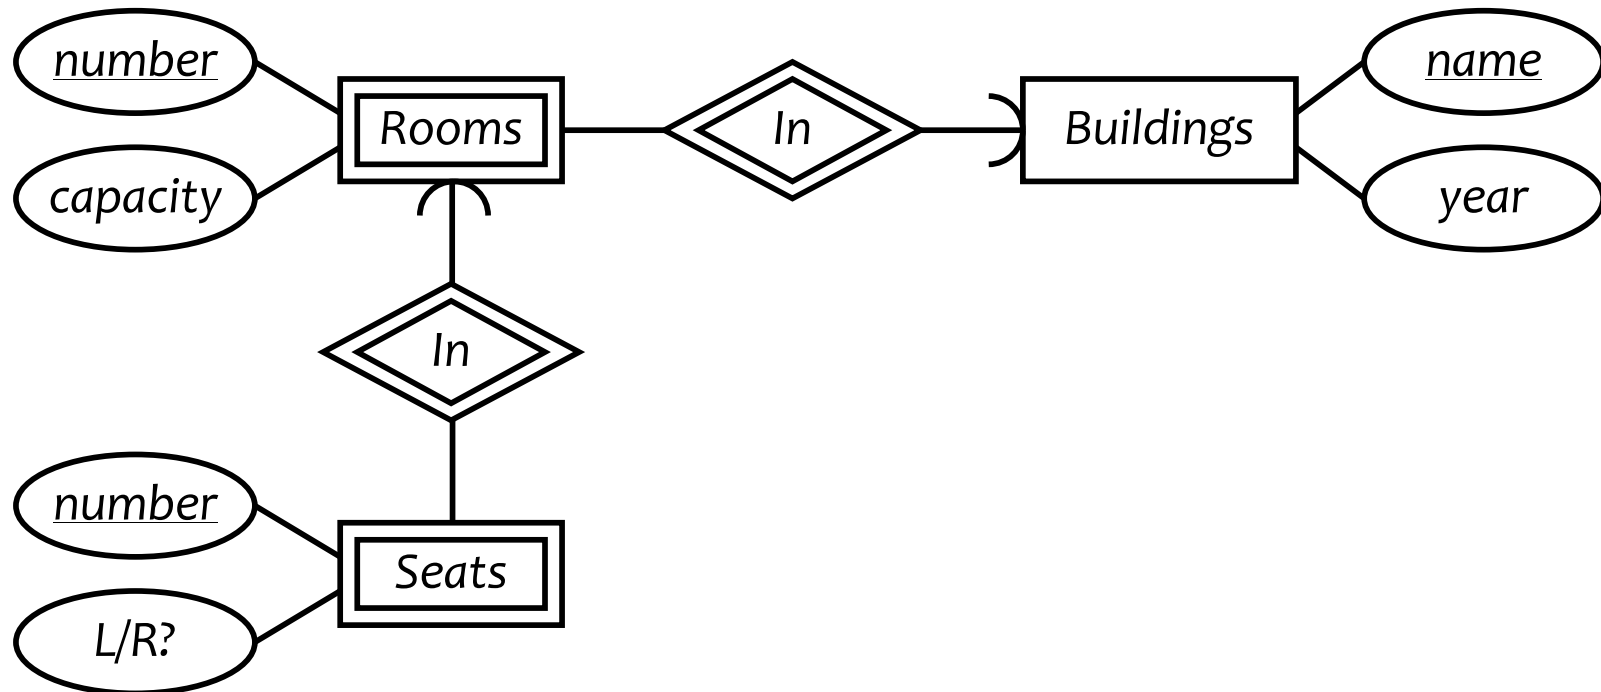 number
name
Rooms
In
Buildings
capacity
year
In
number
Seats
L/R?